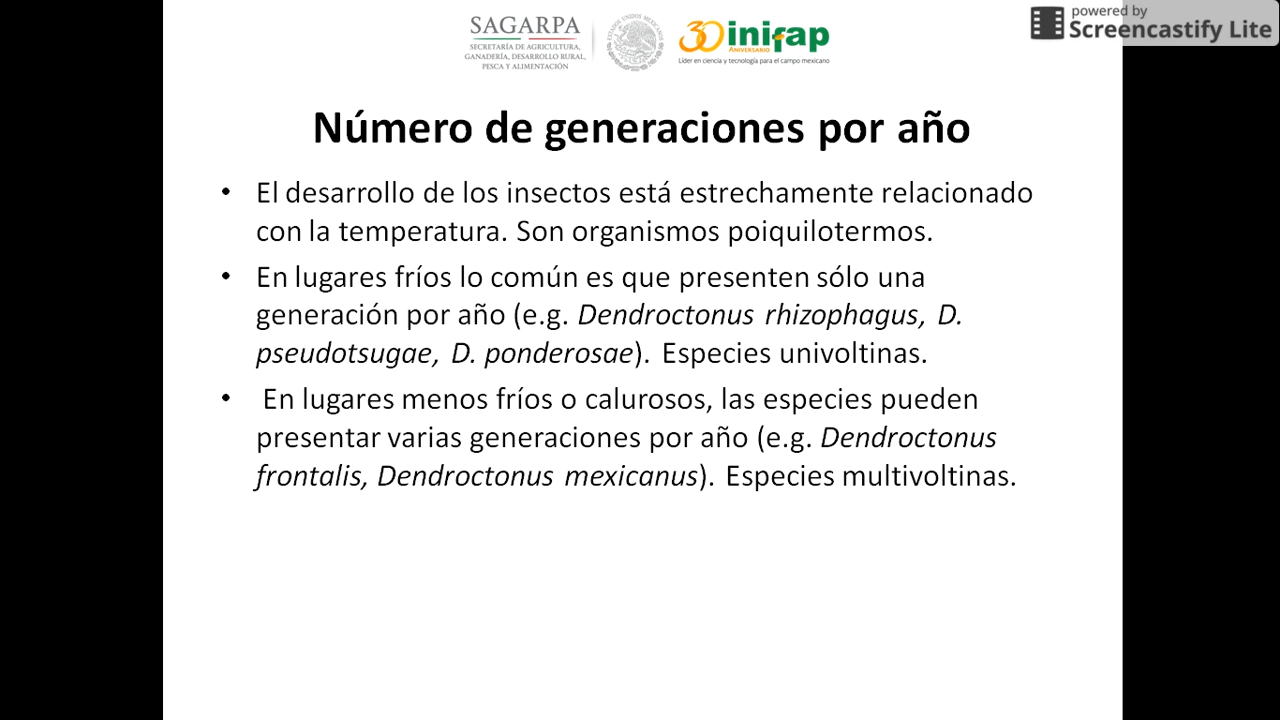 SAGARPA
SECRETARÍA DE AGRICULTURA,
GANADERÍA, DESARROLLO RURAL,
PESCA Y ALIMENTACIÓN
ESTADOS UNIDOS MEXICANOS
30 inifap
ANIVERSARIO
Líder en ciencia y tecnología para el campo mexicano
powered by
Screencastify Lite
Número de generaciones por año
• El desarrollo de los insectos está estrechamente relacionado
con la temperatura. Son organismos poiquilotermos.
• En lugares fríos lo común es que presenten sólo una
generación por año (e.g. Dendroctonus rhizophagus, D.
pseudotsugae, D. ponderosae). Especies univoltinas.
• En lugares menos fríos o calurosos, las especies pueden
presentar varias generaciones por año (e.g. Dendroctonus
frontalis, Dendroctonus mexicanus). Especies multivoltinas.